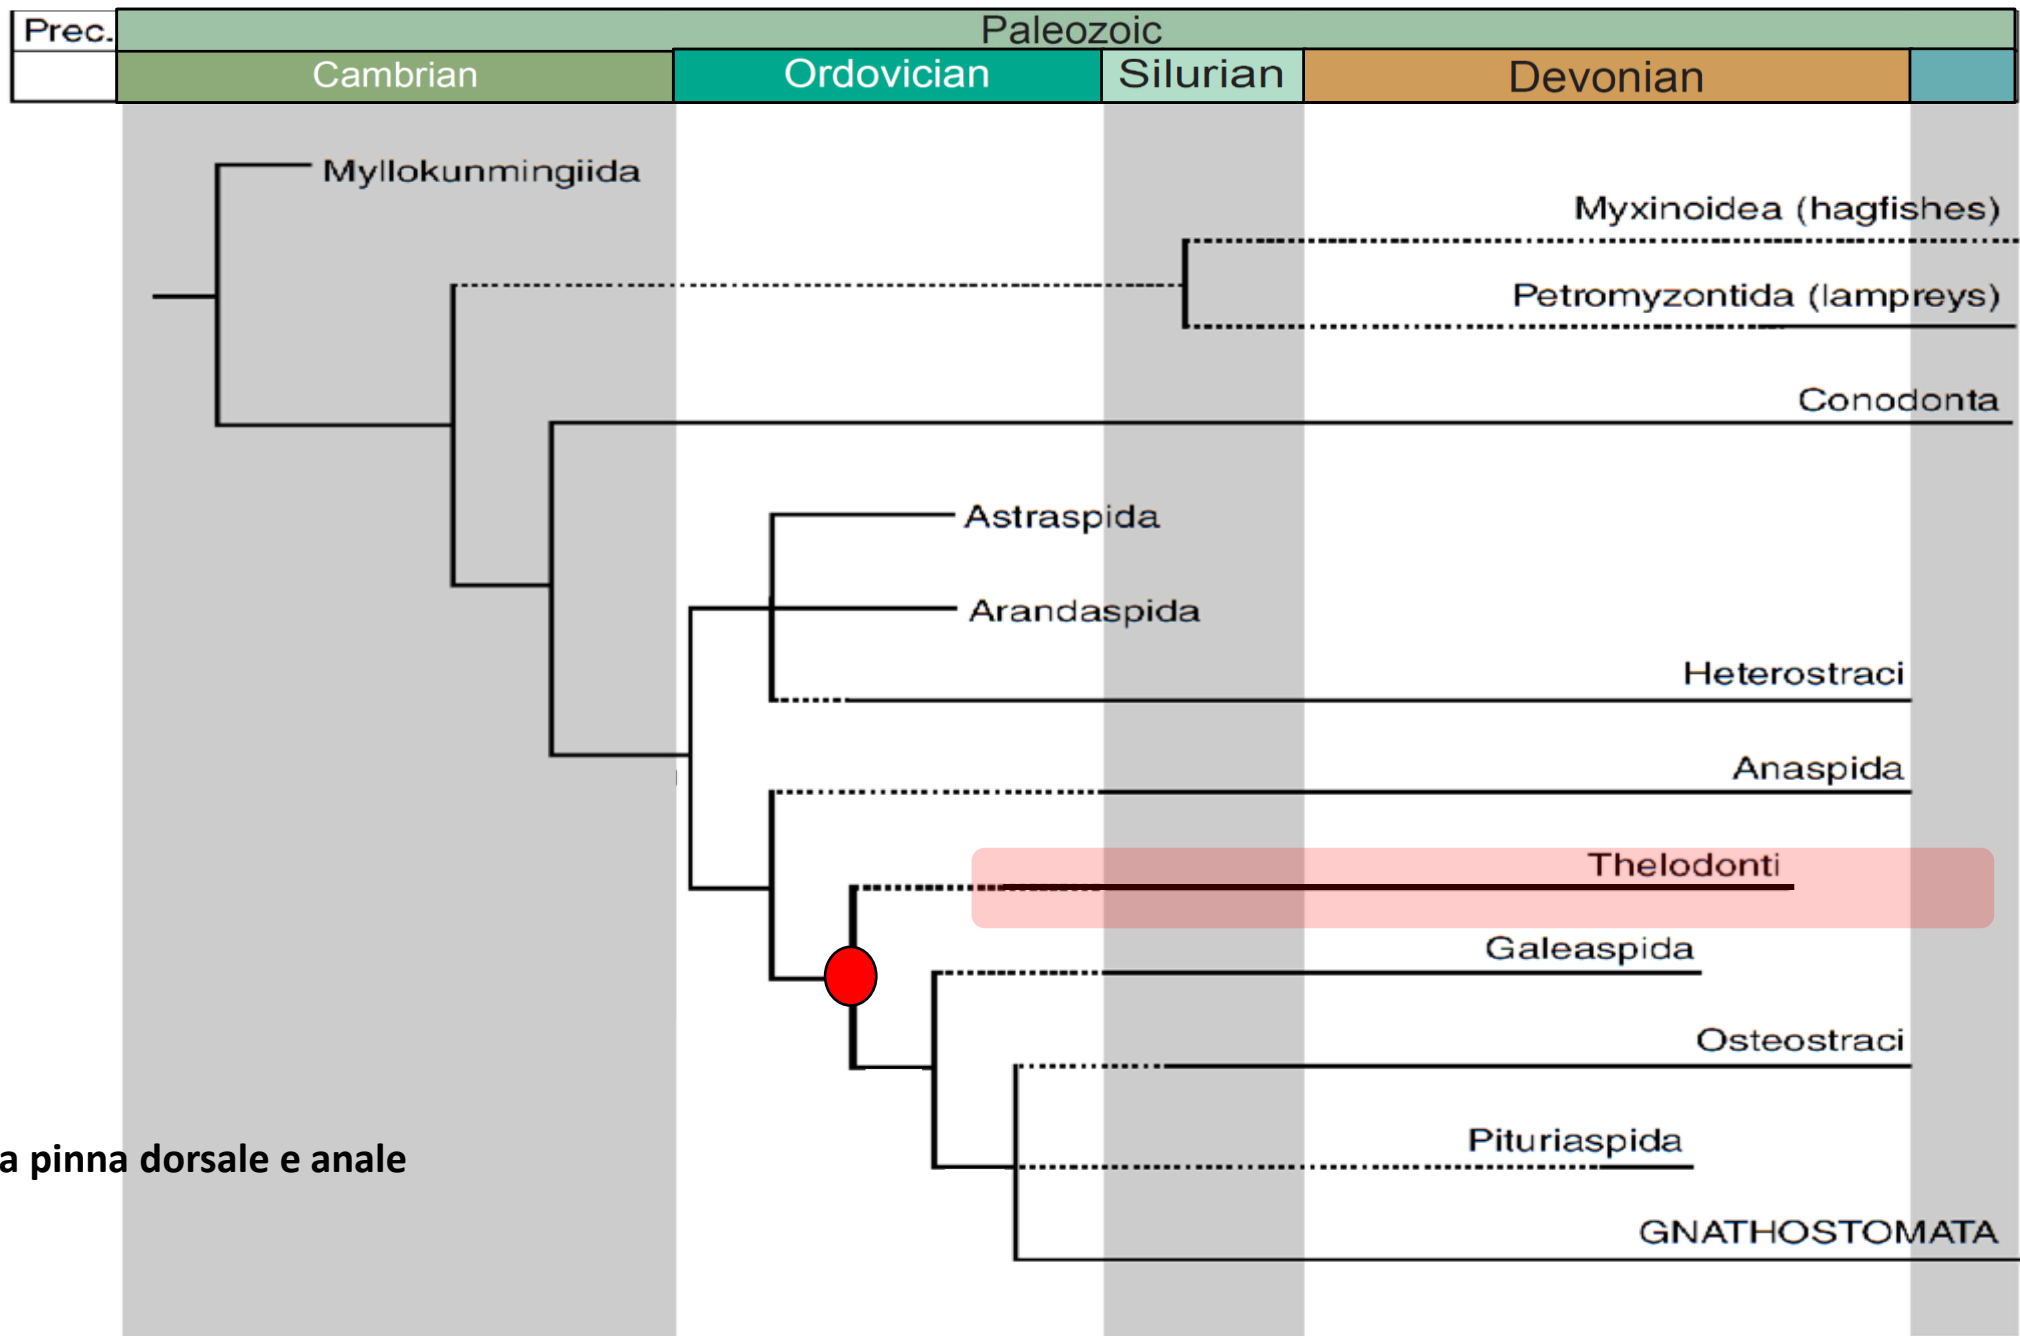 Prec.
Paleozoic
Cambrian
Ordovician
Silurian
Devonian
Myllokunmingiida
Myxinoidea (hagfishes)
Petromyzontida (lampreys)
Conodonta
Astraspida
Arandaspida
Heterostraci
Anaspida
Thelodonti
Galeaspida
Osteostraci
Pituriaspida
a pinna dorsale e anale
GNATHOSTOMATA